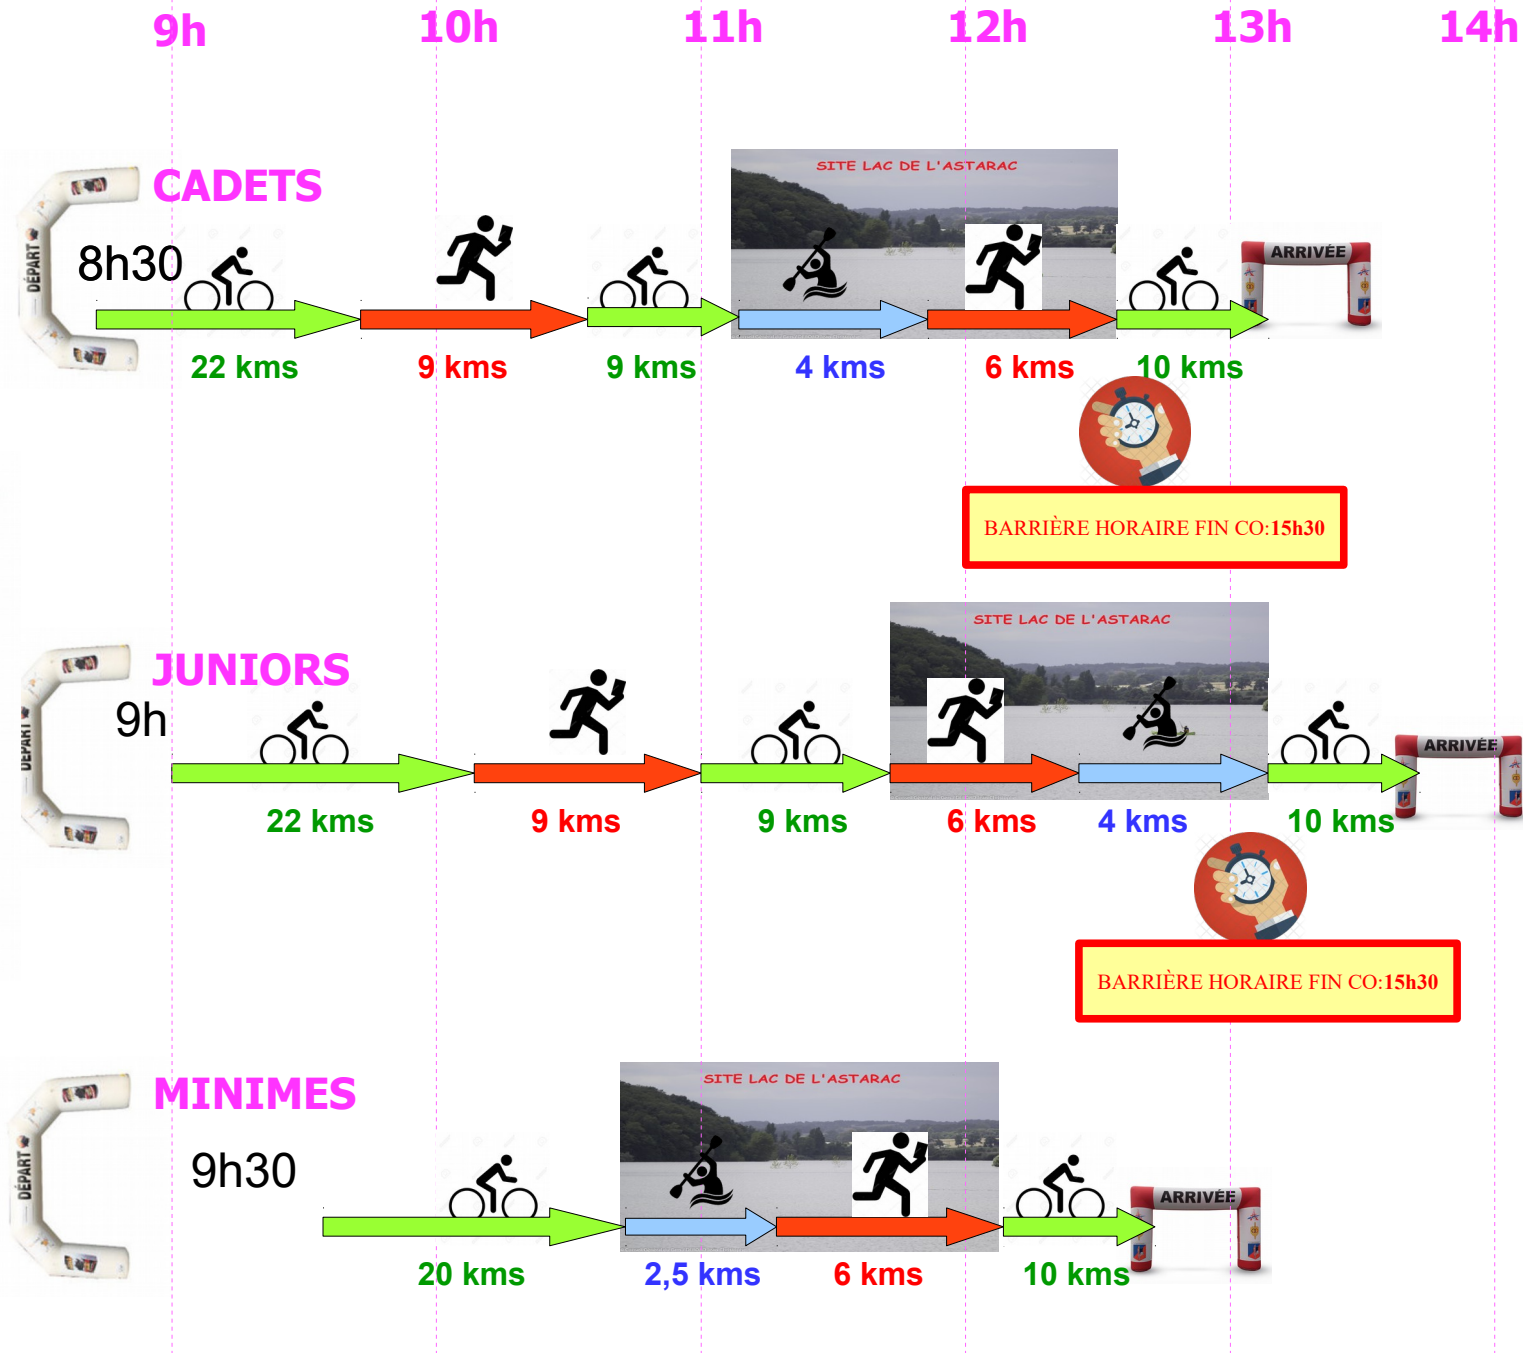 9h 10h 11h 12h 13h 14h
SITE LAC DE L'ASTARAC
CADETS
DÉPART
8h30
ARRIVÉE
22 kms 9 kms 9 kms 4 kms 6 kms 10 kms
BARRIÈRE HORAIRE FIN CO:15h30
SITE LAC DE L'ASTARAC
JUNIORS
DÉPART
9h
ARRIVÉE
22 kms 9 kms 9 kms 6 kms 4 kms 10 kms
BARRIÈRE HORAIRE FIN CO:15h30
SITE LAC DE L'ASTARAC
MINIMES
DÉPART
9h30
ARRIVÉE
20 kms 2,5 kms 6 kms 10 kms